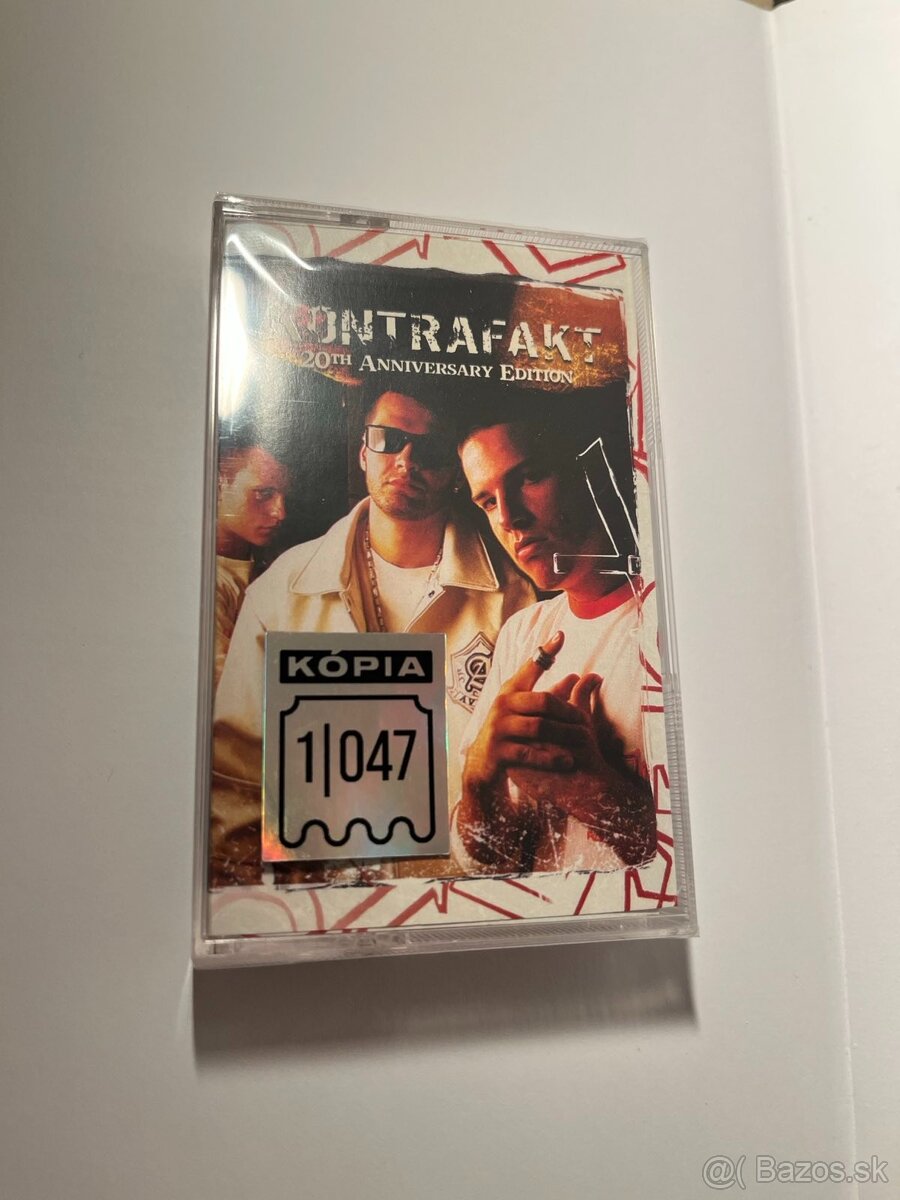 KONTRAFAKT
20TH ANNIVERSARY EDITION
KÓPIA
1|047
@( Bazos.sk